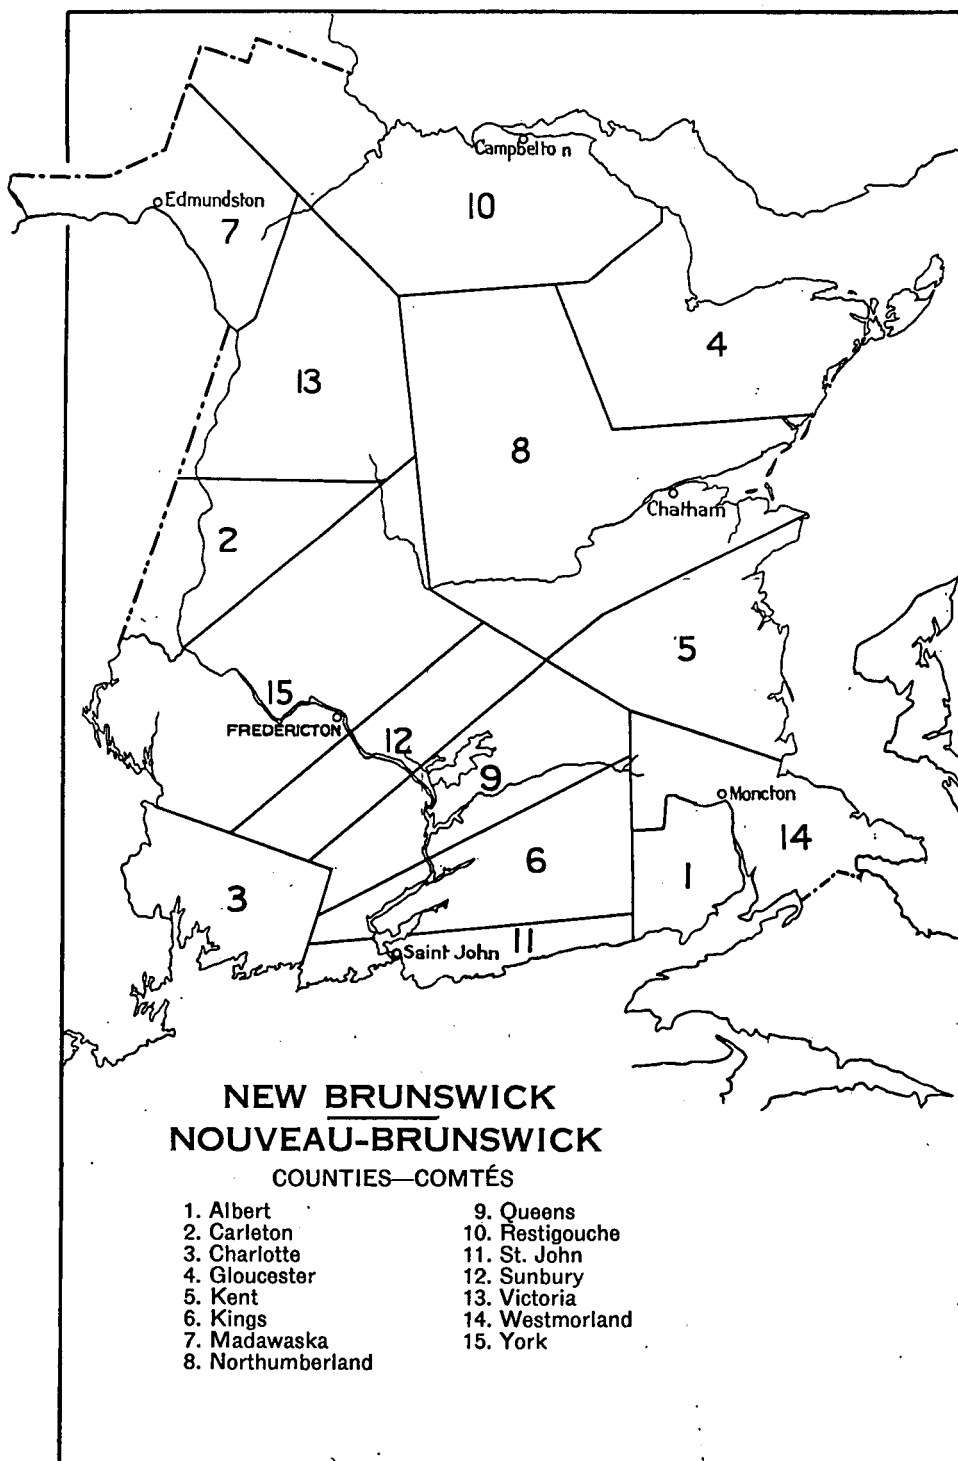 Campbellton
Edmundston
10
7
4
13
8
Chatham
2
5
15
FREDERICTON
12
9
Moncton
14
6
1
3
11
Saint John
NEW BRUNSWICK
NOUVEAU-BRUNSWICK
COUNTIES—COMTÉS
1. Albert
2. Carleton
3. Charlotte
4. Gloucester
5. Kent
6. Kings
7. Madawaska
8. Northumberland
9. Queens
10. Restigouche
11. St. John
12. Sunbury
13. Victoria
14. Westmorland
15. York